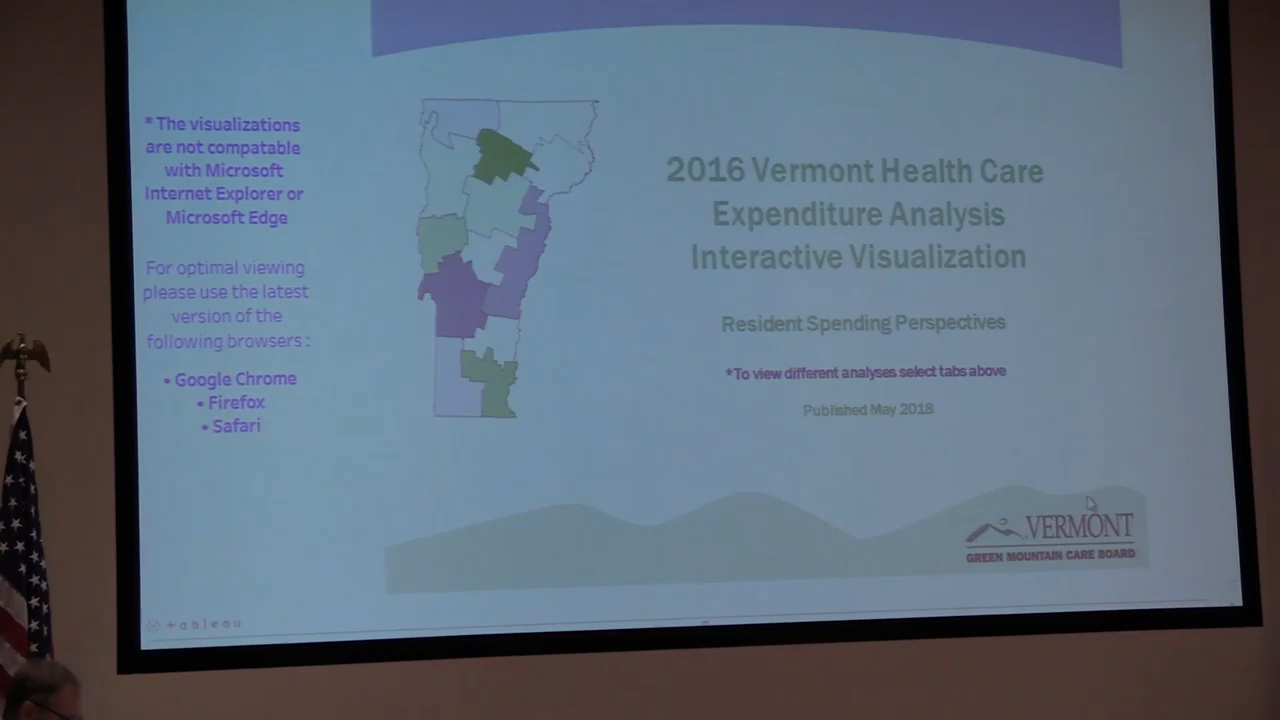 * The visualizations
are not compatable
with Microsoft
Internet Explorer or
Microsoft Edge
For optimal viewing
please use the latest
version of the
following browsers :
• Google Chrome
• Firefox
• Safari
2016 Vermont Health Care
Expenditure Analysis
Interactive Visualization
Resident Spending Perspectives
*To view different analyses select tabs above
Published May 2018
VERMONT
GREEN MOUNTAIN CARE BOARD
+ a b l e a u